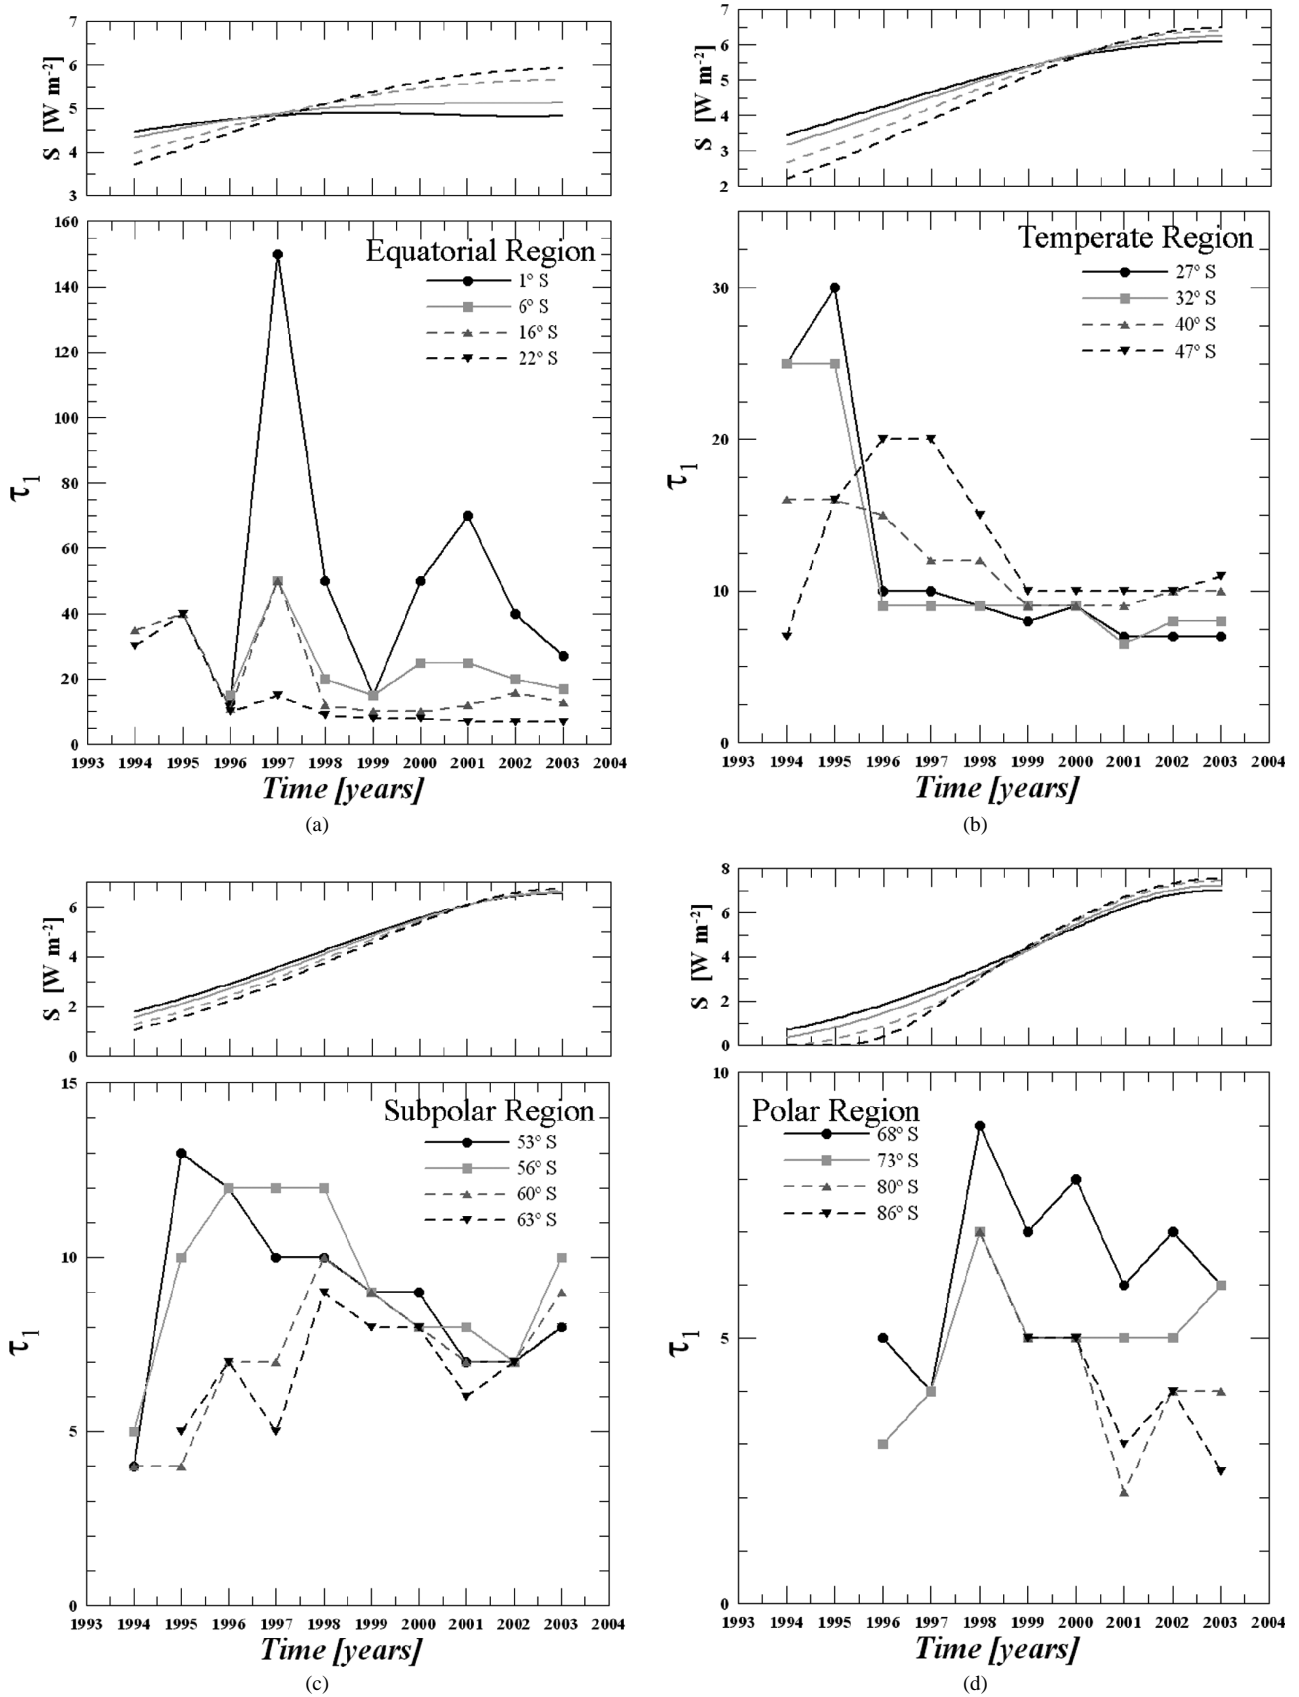 7
6
5
4
3
S [W m⁻²]
160
140
120
100
80
60
40
20
0
τ₁
Equatorial Region
1° S
6° S
16° S
22° S
1993 1994 1995 1996 1997 1998 1999 2000 2001 2002 2003 2004
Time [years]
(a)
7
6
5
4
3
2
S [W m⁻²]
30
20
10
0
τ₁
Temperate Region
27° S
32° S
40° S
47° S
1993 1994 1995 1996 1997 1998 1999 2000 2001 2002 2003 2004
Time [years]
(b)
6
4
2
0
S [W m⁻²]
15
10
5
0
τ₁
Subpolar Region
53° S
56° S
60° S
63° S
1993 1994 1995 1996 1997 1998 1999 2000 2001 2002 2003 2004
Time [years]
(c)
8
6
4
2
0
S [W m⁻²]
10
5
0
τ₁
Polar Region
68° S
73° S
80° S
86° S
1993 1994 1995 1996 1997 1998 1999 2000 2001 2002 2003 2004
Time [years]
(d)